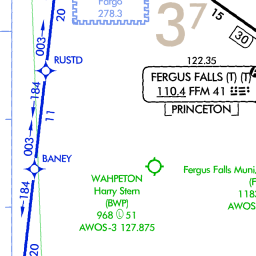 Fargo
278.3
37
20
15
003
RUSTD
30
122.35
FERGUS FALLS (T) (T)
110.4 FFM 41
PRINCETON
184
11
003
BANEY
WAHPETON
Harry Stern
(BWP)
968 Ⓛ 51
AWOS-3 127.875
Fergus Falls Muni,
(F
118
AWOS
184
20